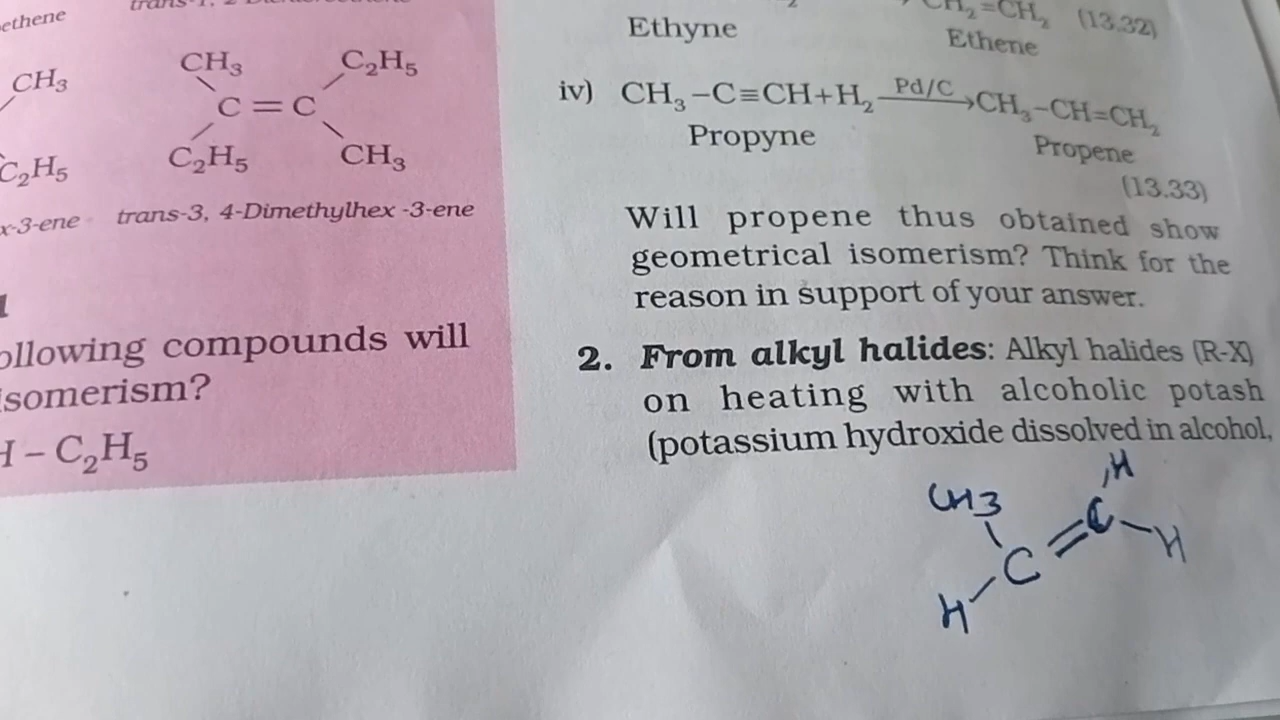 ethene
CH₃
C₂H₅
x-3-ene
CH₃ C₂H₅
C = C
C₂H₅ CH₃
trans-3, 4-Dimethylhex -3-ene
ollowing compounds will
isomerism?
H – C₂H₅
CH₂=CH₂ (13.32)
Ethyne Ethene
iv) CH₃–C≡CH+H₂ Pd/C → CH₃–CH=CH₂
Propyne Propene
(13.33)
Will propene thus obtained show
geometrical isomerism? Think for the
reason in support of your answer.
2. From alkyl halides: Alkyl halides (R-X)
on heating with alcoholic potash
(potassium hydroxide dissolved in alcohol,
CH3 H
C = C – H
H